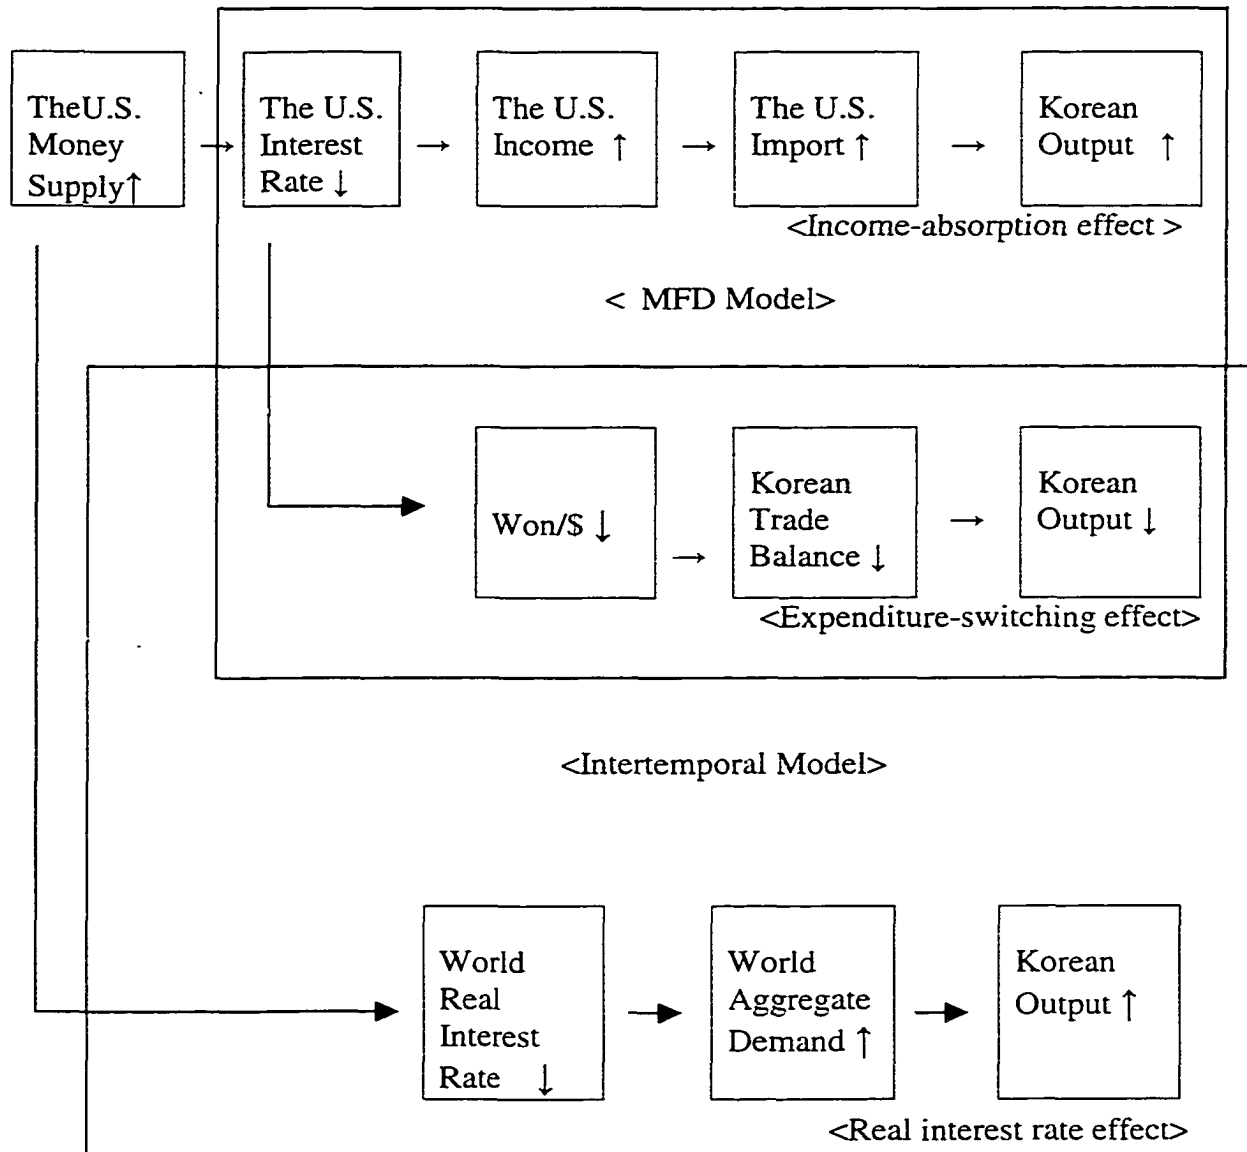 TheU.S.
Money
Supply↑
→
The U.S.
Interest
Rate ↓
→
The U.S.
Income ↑
→
The U.S.
Import ↑
→
Korean
Output ↑
<Income-absorption effect >
< MFD Model>
Won/$ ↓
→
Korean
Trade
Balance ↓
→
Korean
Output ↓
<Expenditure-switching effect>
<Intertemporal Model>
World
Real
Interest
Rate ↓
World
Aggregate
Demand ↑
Korean
Output ↑
<Real interest rate effect>